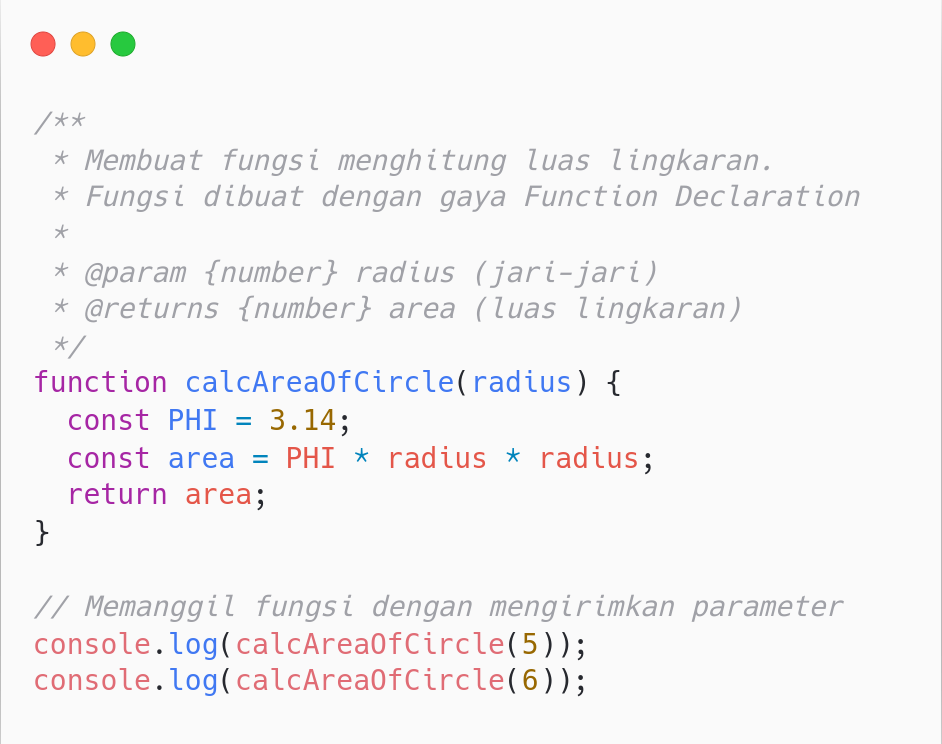 /**
 * Membuat fungsi menghitung luas lingkaran.
 * Fungsi dibuat dengan gaya Function Declaration
 *
 * @param {number} radius (jari-jari)
 * @returns {number} area (luas lingkaran)
 */
function calcAreaOfCircle(radius) {
  const PHI = 3.14;
  const area = PHI * radius * radius;
  return area;
}

// Memanggil fungsi dengan mengirimkan parameter
console.log(calcAreaOfCircle(5));
console.log(calcAreaOfCircle(6));